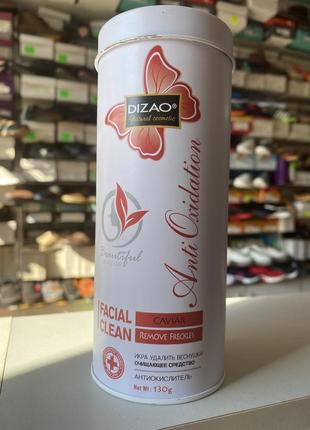 DIZAO®
Natural cosmetic
Anti Oxidation
Beautiful
FACIAL
CLEAN
CAVIAR
REMOVE FRECKLES
ИКРА УДАЛИТЬ ВЕСНУШКИ
ОЧИЩАЮЩЕЕ СРЕДСТВО
АНТИОКИСЛИТЕЛЬ
Net Wt: 130g